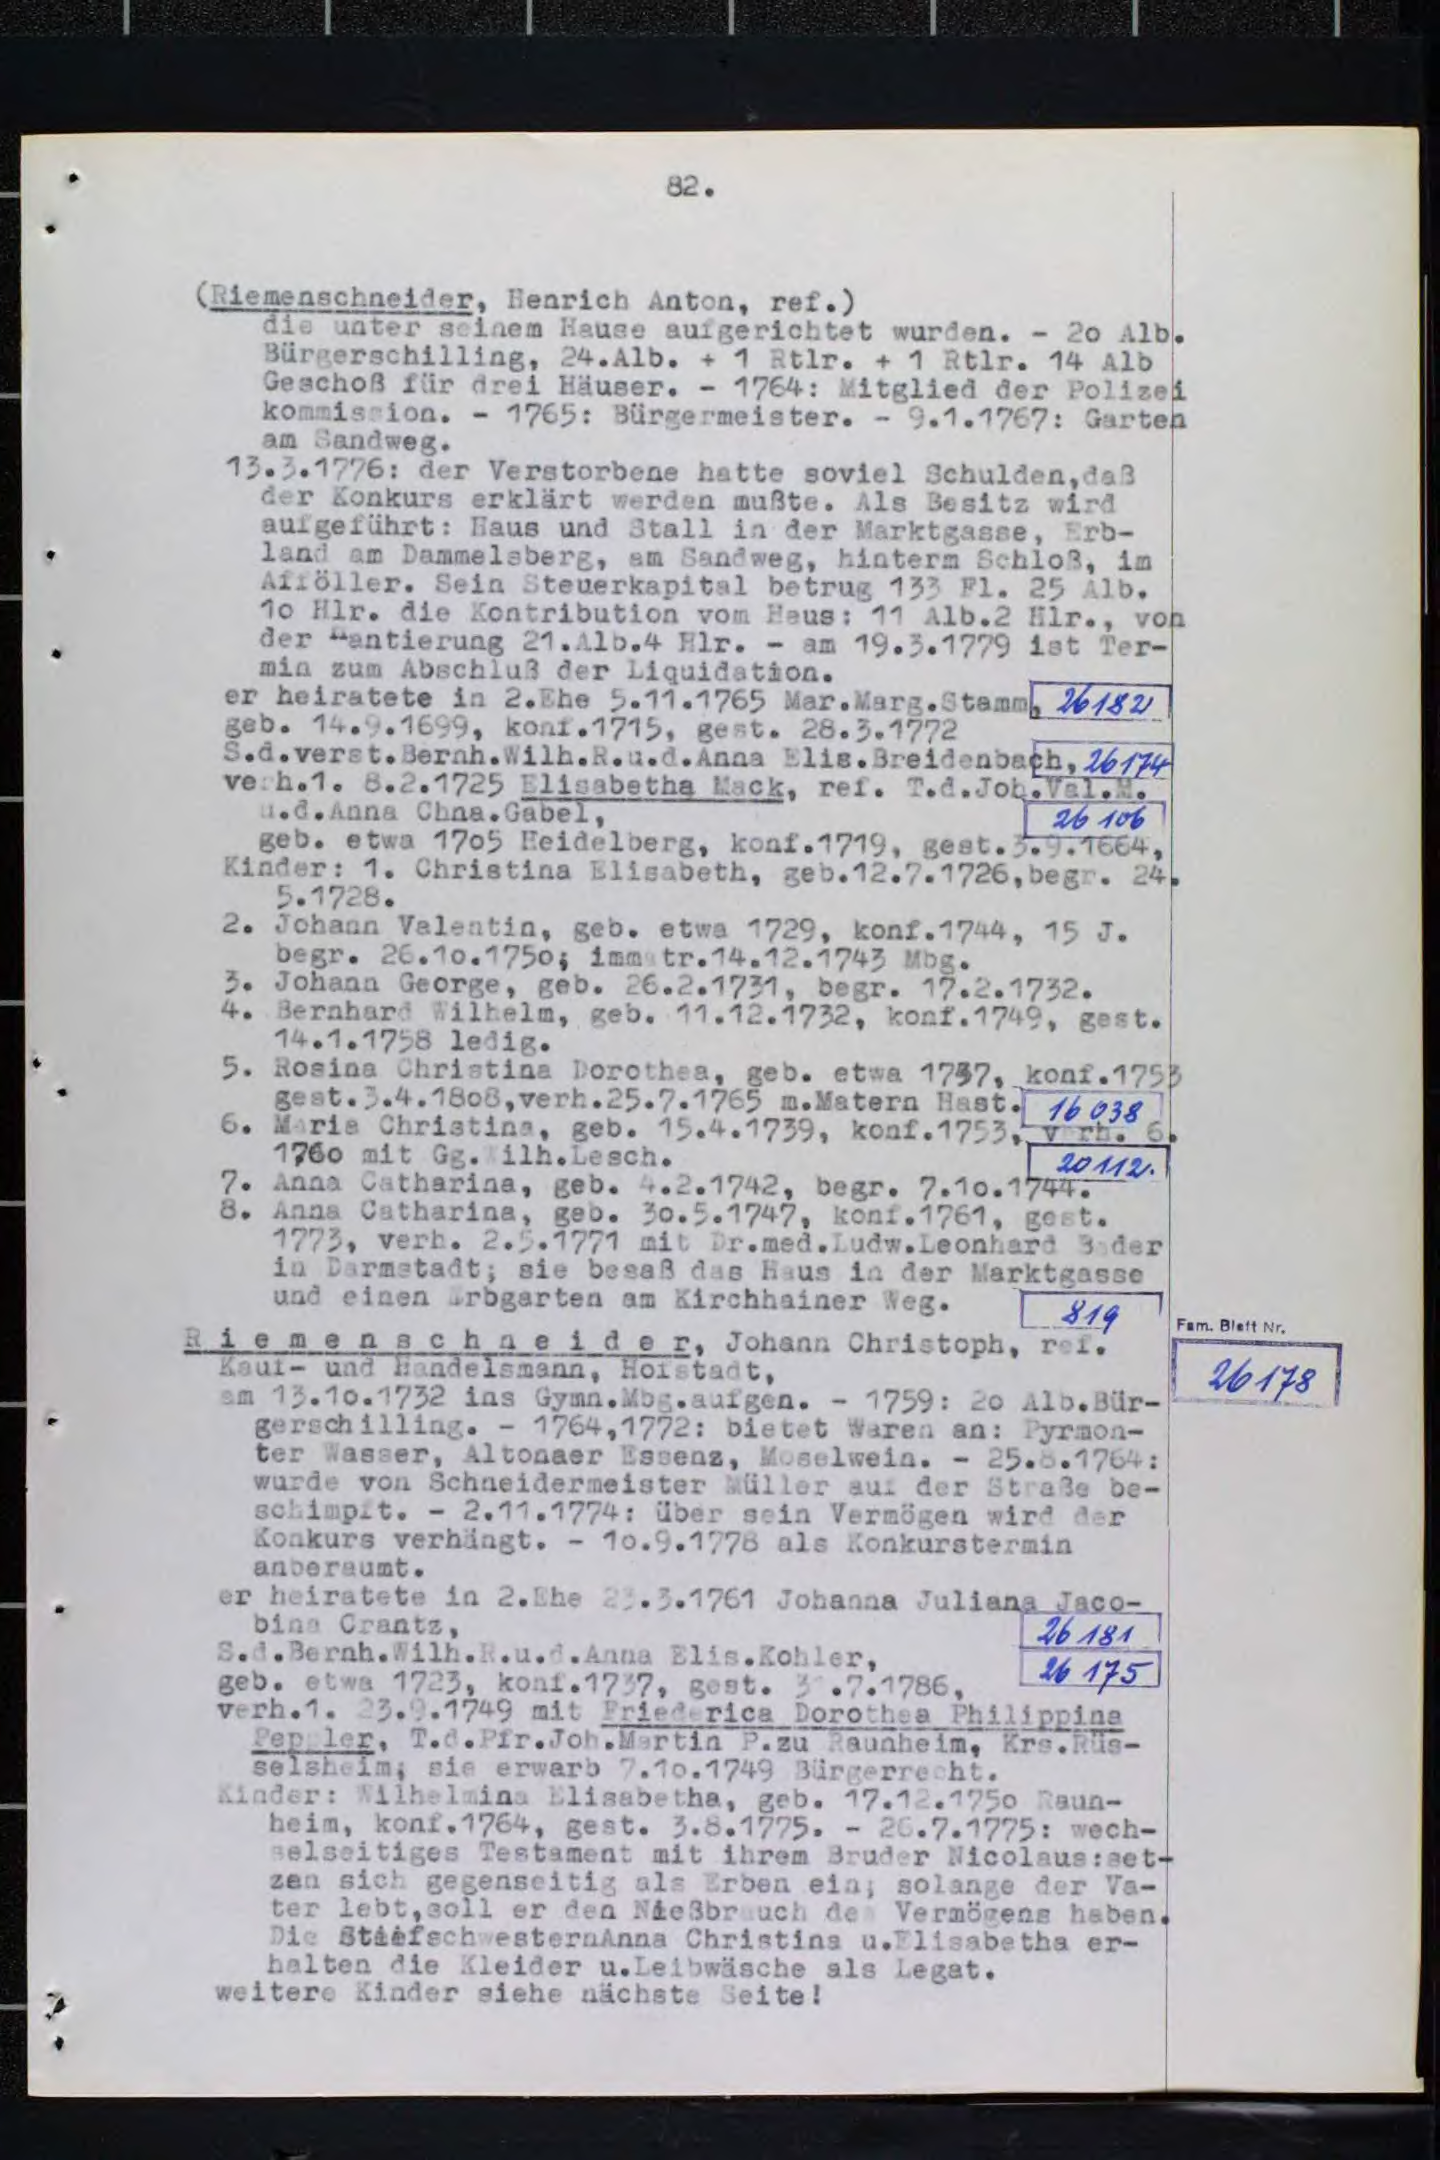 82.
(Riemenschneider, Henrich Anton, ref.)
die unter seinem Hause aufgerichtet wurden. - 2o Alb.
Bürgerschilling, 24.Alb. + 1 Rtlr. + 1 Rtlr. 14 Alb
Geschoß für drei Häuser. - 1764: Mitglied der Polizei
kommission. - 1765: Bürgermeister. - 9.1.1767: Garten
am Sandweg.
13.3.1776: der Verstorbene hatte soviel Schulden,daß
der Konkurs erklärt werden mußte. Als Besitz wird
aufgeführt: Haus und Stall in der Marktgasse, Erb-
land am Dammelsberg, am Sandweg, hinterm Schloß, im
Afföller. Sein Steuerkapital betrug 133 Fl. 25 Alb.
1o Hlr. die Kontribution vom Haus: 11 Alb.2 Hlr., von
der Hantierung 21.Alb.4 Hlr. - am 19.3.1779 ist Ter-
min zum Abschluß der Liquidation.
er heiratete in 2.Ehe 5.11.1765 Mar.Marg.Stamm, 26182
geb. 14.9.1699, konf.1715, gest. 28.3.1772
S.d.verst.Bernh.Wilh.R.u.d.Anna Elis.Breidenbach, 26174
verh.1. 8.2.1725 Elisabetha Mack, ref. T.d.Joh.Val.M.
u.d.Anna Chna.Gabel, 26106
geb. etwa 17o5 Heidelberg, konf.1719, gest.3.9.1664,
Kinder: 1. Christina Elisabeth, geb.12.7.1726,begr. 24.
5.1728.
2. Johann Valentin, geb. etwa 1729, konf.1744, 15 J.
begr. 26.1o.175o; immatr.14.12.1743 Mbg.
3. Johann George, geb. 26.2.1731, begr. 17.2.1732.
4. Bernhard Wilhelm, geb. 11.12.1732, konf.1749, gest.
14.1.1758 ledig.
5. Rosina Christina Dorothea, geb. etwa 1737, konf.1753
gest.3.4.18o8,verh.25.7.1765 m.Matern Hast. 16038
6. Maria Christina, geb. 15.4.1739, konf.1753, verh. 6.
176o mit Gg.Wilh.Lesch. 20112.
7. Anna Catharina, geb. 4.2.1742, begr. 7.1o.1744.
8. Anna Catharina, geb. 3o.5.1747, konf.1761, gest.
1773, verh. 2.5.1771 mit Dr.med.Ludw.Leonhard Bader
in Darmstadt; sie besaß das Haus in der Marktgasse
und einen Erbgarten am Kirchhainer Weg. 819
Fam. Blatt Nr.
26178
Riemenschneider, Johann Christoph, ref.
Kauf- und Handelsmann, Hofstadt,
am 13.1o.1732 ins Gymn.Mbg.aufgen. - 1759: 2o Alb.Bür-
gerschilling. - 1764,1772: bietet Waren an: Pyrmon-
ter Wasser, Altonaer Essenz, Moselwein. - 25.8.1764:
wurde von Schneidermeister Müller auf der Straße be-
schimpft. - 2.11.1774: über sein Vermögen wird der
Konkurs verhängt. - 1o.9.1778 als Konkurstermin
anberaumt.
er heiratete in 2.Ehe 23.3.1761 Johanna Juliana Jaco-
bina Crantz, 26181
S.d.Bernh.Wilh.R.u.d.Anna Elis.Kohler, 26175
geb. etwa 1723, konf.1737, gest. .7.1786,
verh.1. 23.9.1749 mit Friederica Dorothea Philippina
Peppler, T.d.Pfr.Joh.Martin P.zu Raunheim, Krs.Rüs-
selsheim; sie erwarb 7.1o.1749 Bürgerrecht.
Kinder: Wilhelmina Elisabetha, geb. 17.12.175o Raun-
heim, konf.1764, gest. 3.8.1775. - 26.7.1775: wech-
selseitiges Testament mit ihrem Bruder Nicolaus:set-
zen sich gegenseitig als Erben ein; solange der Va-
ter lebt,soll er den Nießbrauch des Vermögens haben.
Die StiefschwesternAnna Christina u.Elisabetha er-
halten die Kleider u.Leibwäsche als Legat.
weitere Kinder siehe nächste Seite!